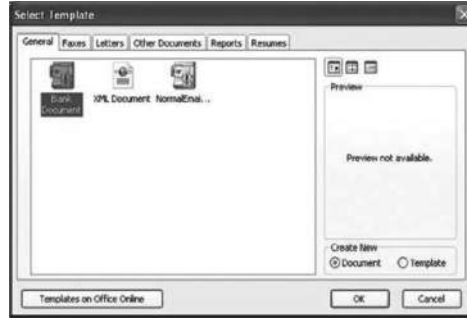 Select Template
General Faxes Letters Other Documents Reports Resumes
Blank Document
XML Document
NormalEmai...
Preview
Preview not available.
Create New
Document Template
Templates on Office Online
OK Cancel